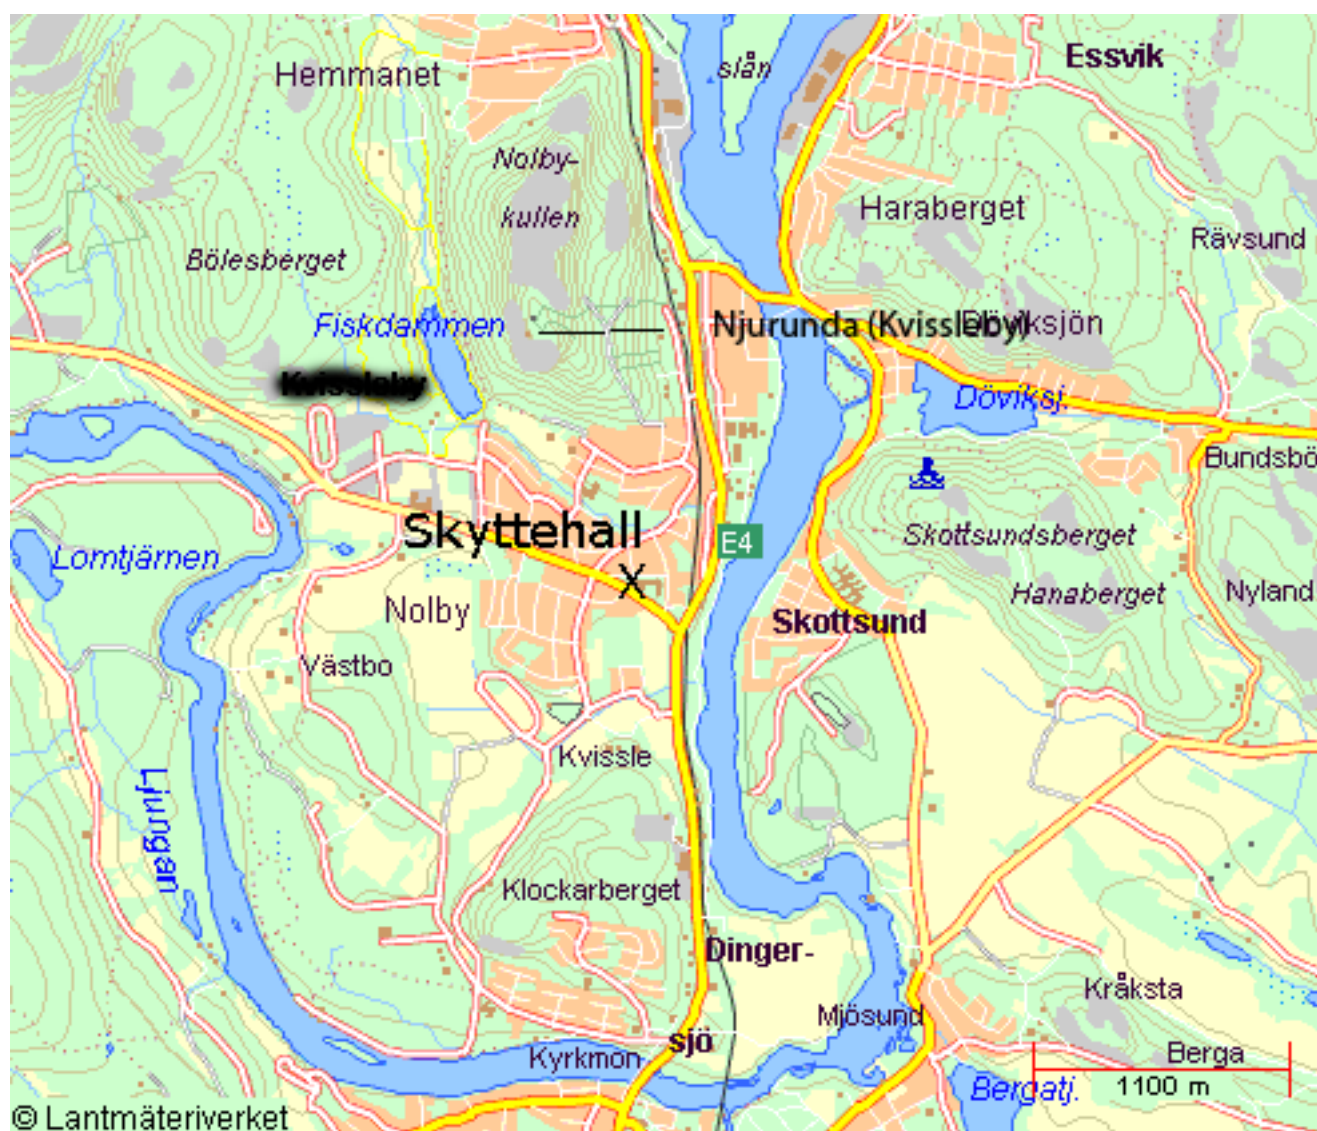 slån
Essvik
Hemmanet
Nolby-
kullen
Haraberget
Rävsund
Bölesberget
Fiskdammen
Njurunda (Kvissleby)
Döviksjön
Kvissleby
Döviksj.
Bundsbö
Skyttehall
E4
Skottsundsberget
Lomtjärnen
X
Hanaberget
Nyland
Nolby
Skottsund
Västbo
Kvissle
Ljungan
Klockarberget
Dinger-
sjö
Kråksta
Mjösund
Kyrkmon
Berga
1100 m
Bergatj.
© Lantmäteriverket